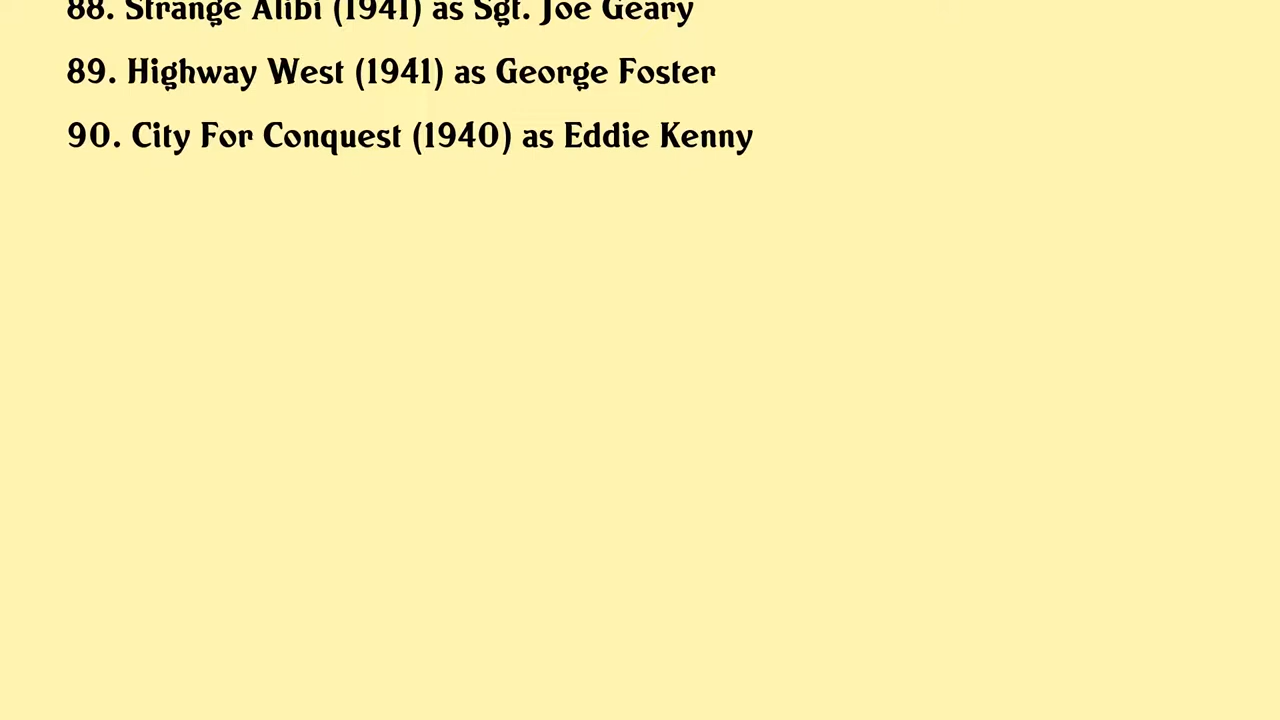 88. Strange Alibi (1941) as Sgt. Joe Geary
89. Highway West (1941) as George Foster
90. City For Conquest (1940) as Eddie Kenny